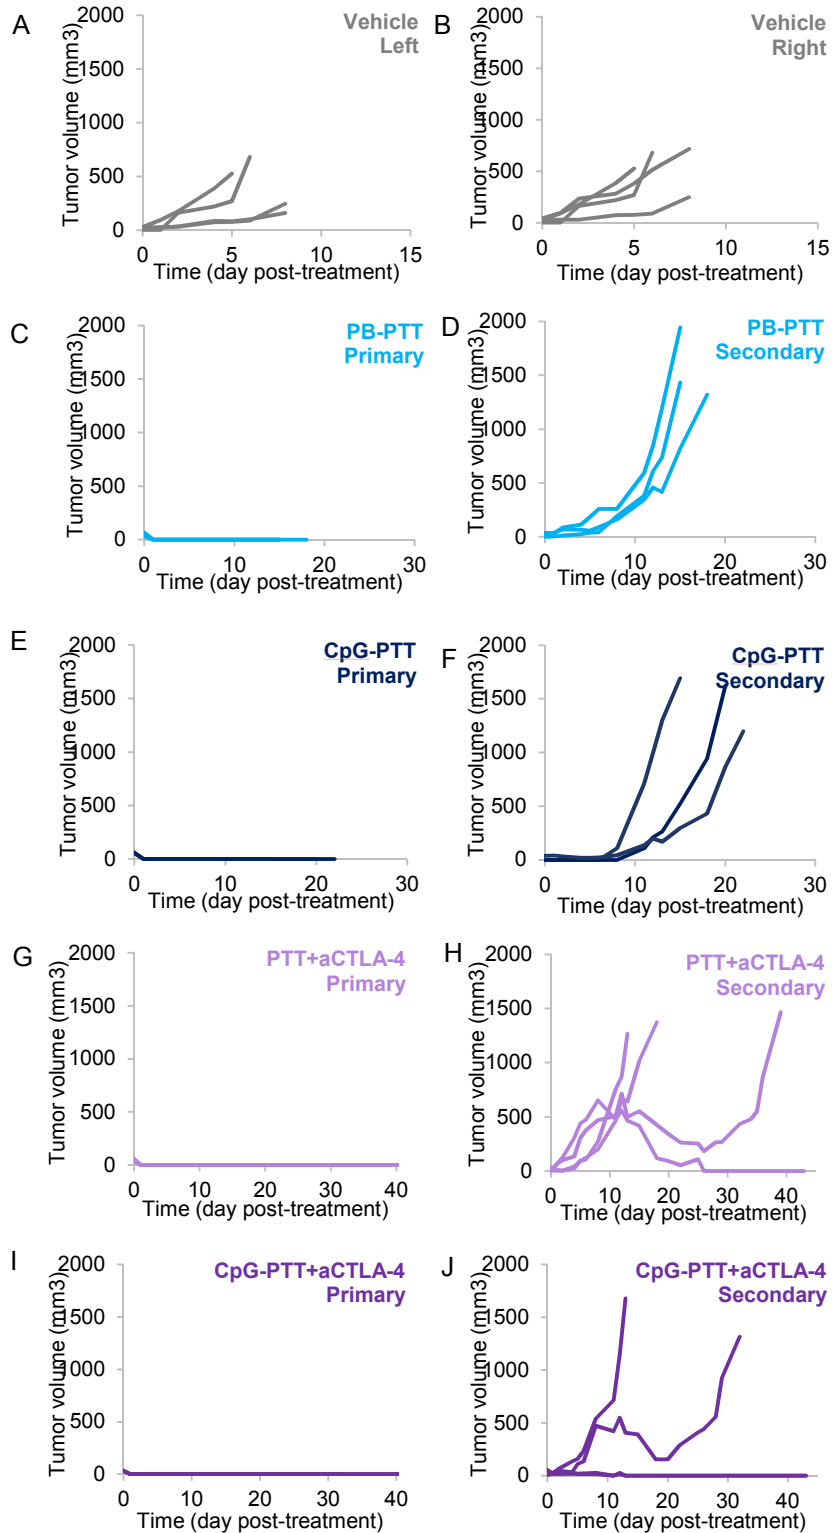 A
Vehicle
Left
Tumor volume (mm3)
2000
1500
1000
500
0
0 5 10 15
Time (day post-treatment)
B
Vehicle
Right
Tumor volume (mm3)
2000
1500
1000
500
0
0 5 10 15
Time (day post-treatment)
C
PB-PTT
Primary
Tumor volume (mm3)
2000
1500
1000
500
0
0 10 20 30
Time (day post-treatment)
D
PB-PTT
Secondary
Tumor volume (mm3)
2000
1500
1000
500
0
0 10 20 30
Time (day post-treatment)
E
CpG-PTT
Primary
Tumor volume (mm3)
2000
1500
1000
500
0
0 10 20 30
Time (day post-treatment)
F
CpG-PTT
Secondary
Tumor volume (mm3)
2000
1500
1000
500
0
0 10 20 30
Time (day post-treatment)
G
PTT+aCTLA-4
Primary
Tumor volume (mm3)
2000
1500
1000
500
0
0 10 20 30 40
Time (day post-treatment)
H
PTT+aCTLA-4
Secondary
Tumor volume (mm3)
2000
1500
1000
500
0
0 10 20 30 40
Time (day post-treatment)
I
CpG-PTT+aCTLA-4
Primary
Tumor volume (mm3)
2000
1500
1000
500
0
0 10 20 30 40
Time (day post-treatment)
J
CpG-PTT+aCTLA-4
Secondary
Tumor volume (mm3)
2000
1500
1000
500
0
0 10 20 30 40
Time (day post-treatment)